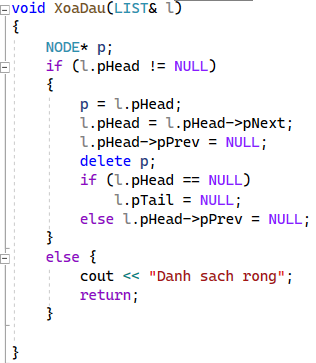 void XoaDau(LIST& l)
{
    NODE* p;
    if (l.pHead != NULL)
    {
        p = l.pHead;
        l.pHead = l.pHead->pNext;
        l.pHead->pPrev = NULL;
        delete p;
        if (l.pHead == NULL)
            l.pTail = NULL;
        else l.pHead->pPrev = NULL;
    }
    else {
        cout << "Danh sach rong";
        return;
    }
}